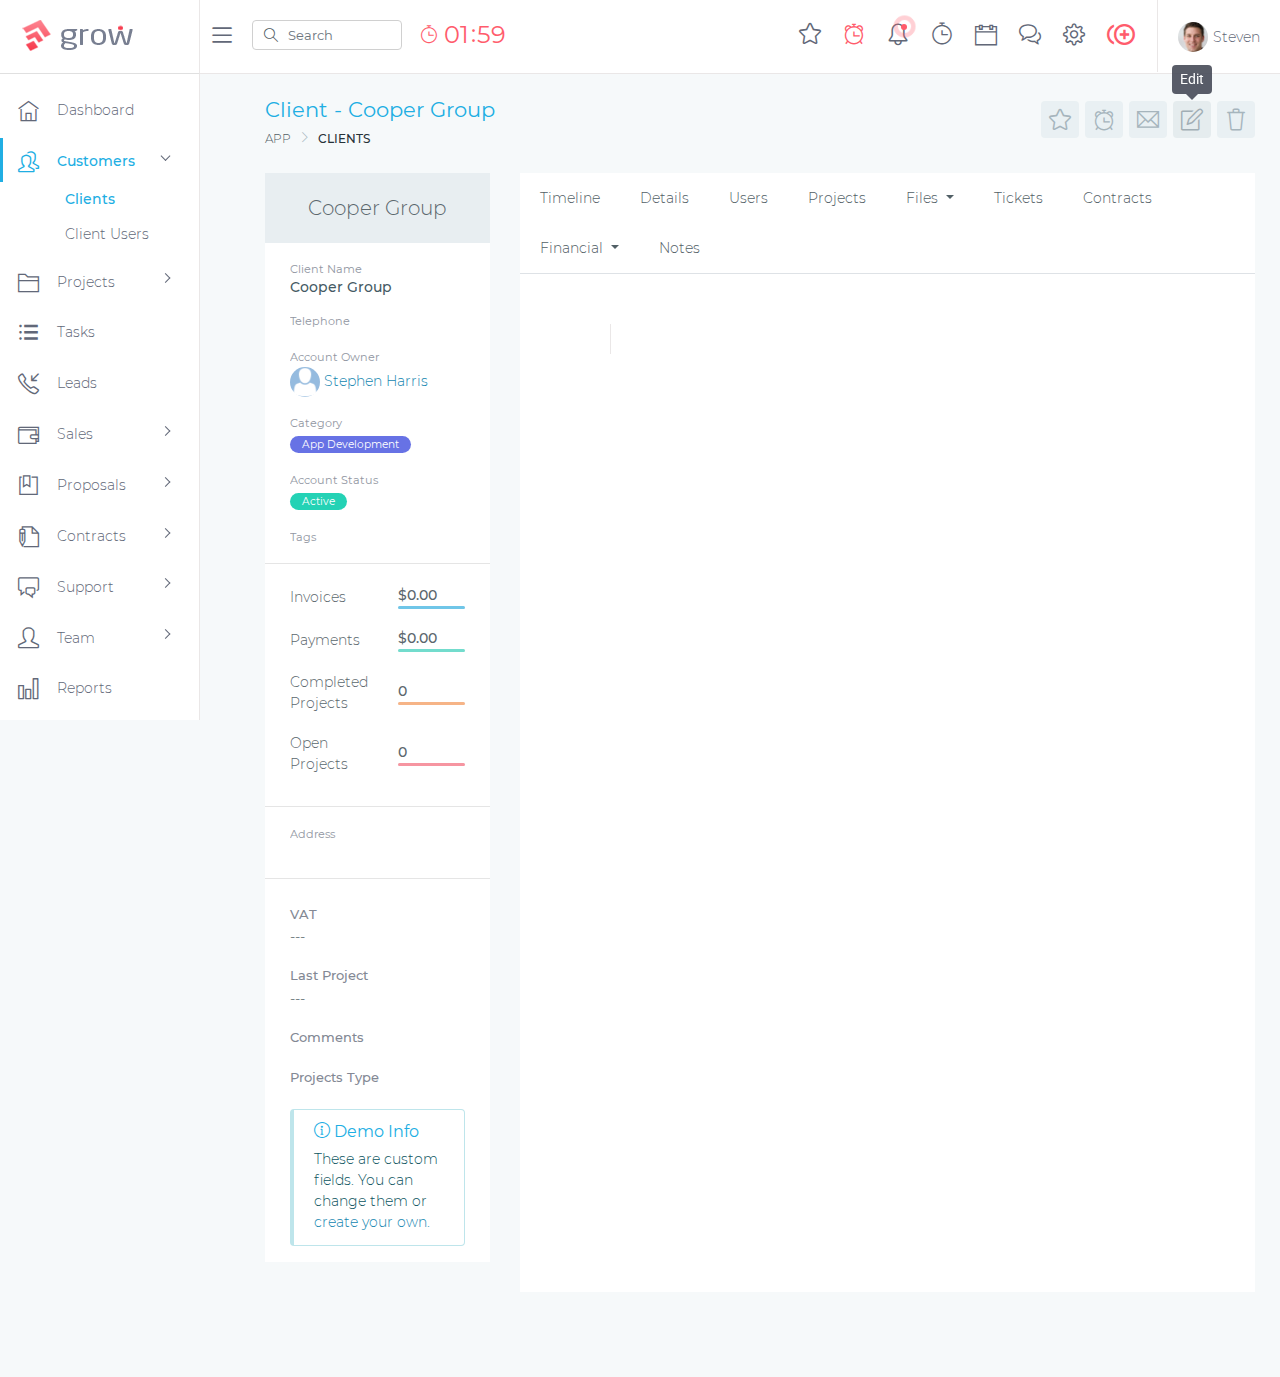 grow
Search
01:59
Steven
Edit
Dashboard
Customers
Clients
Client Users
Projects
Tasks
Leads
Sales
Proposals
Contracts
Support
Team
Reports
Client - Cooper Group
APP
CLIENTS
Cooper Group
Client Name
Cooper Group
Telephone
Account Owner
Stephen Harris
Category
App Development
Account Status
Active
Tags
Invoices
$0.00
Payments
$0.00
Completed
Projects
0
Open
Projects
0
Address
VAT
---
Last Project
---
Comments
Projects Type
Demo Info
These are custom
fields. You can
change them or
create your own.
Timeline
Details
Users
Projects
Files
Tickets
Contracts
Financial
Notes